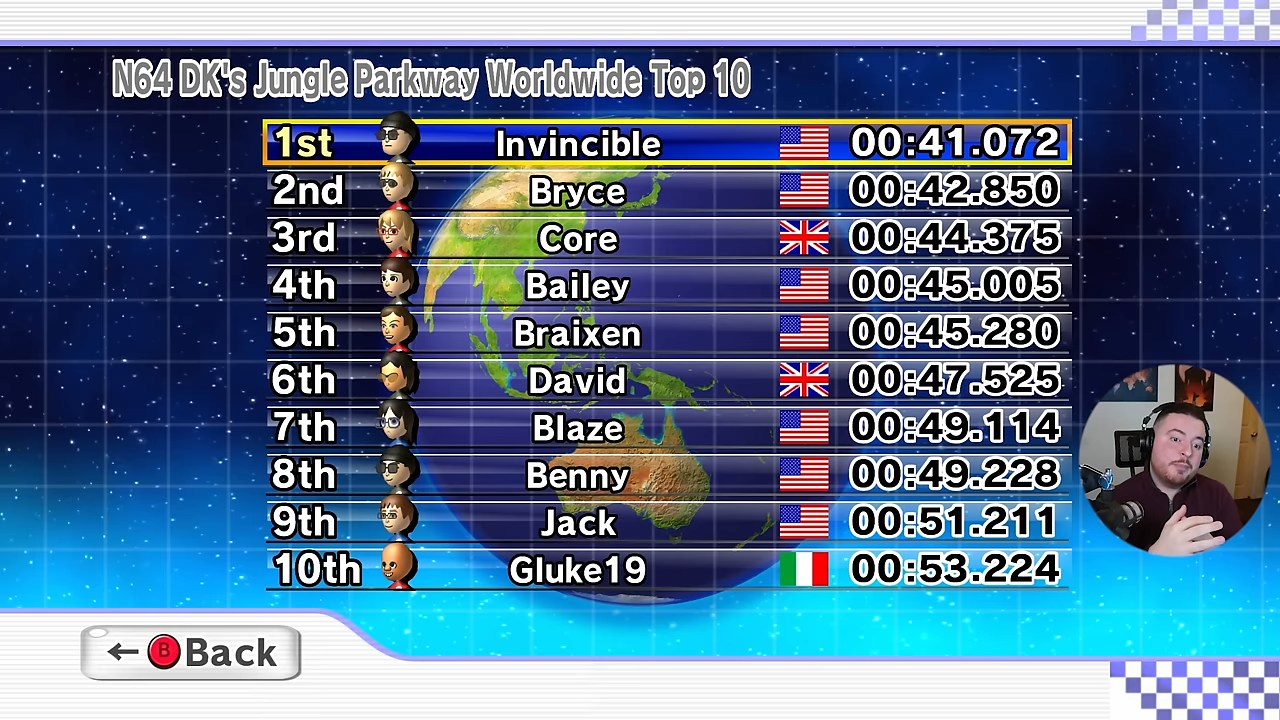 N64 DK's Jungle Parkway Worldwide Top 10
1st Invincible 00:41.072
2nd Bryce 00:42.850
3rd Core 00:44.375
4th Bailey 00:45.005
5th Braixen 00:45.280
6th David 00:47.525
7th Blaze 00:49.114
8th Benny 00:49.228
9th Jack 00:51.211
10th Gluke19 00:53.224
← B Back